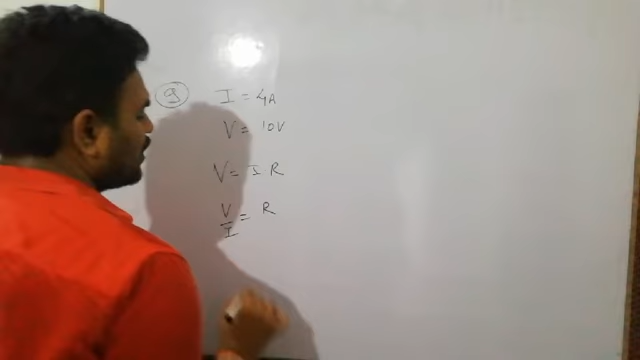 9 I = 4A
V = 10V
V = I R
V/I = R